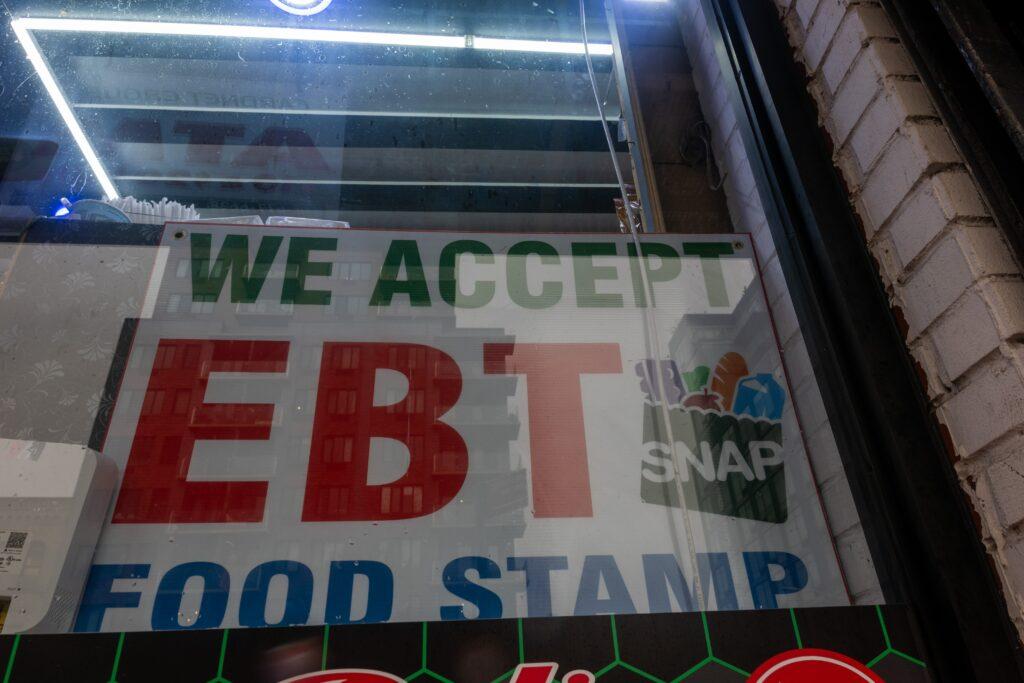 WE ACCEPT
EBT
SNAP
FOOD STAMP